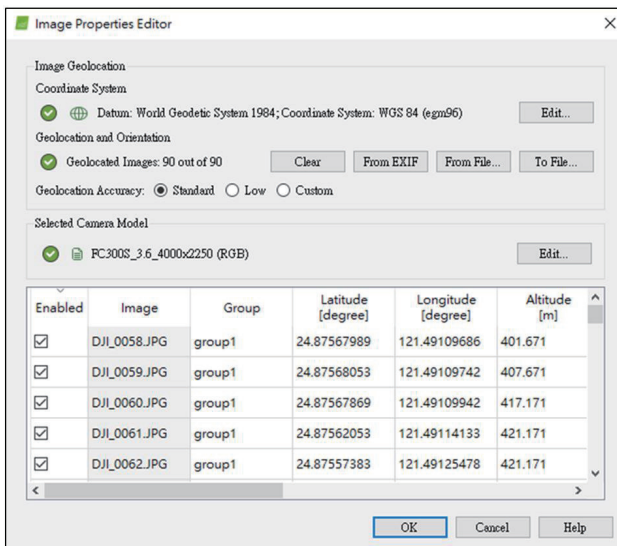 Image Properties Editor
Image Geolocation
Coordinate System
Datum: World Geodetic System 1984; Coordinate System: WGS 84 (egm96) Edit...
Geolocation and Orientation
Geolocated Images: 90 out of 90 Clear From EXIF From File... To File...
Geolocation Accuracy: Standard Low Custom
Selected Camera Model
FC300S_3.6_4000x2250 (RGB) Edit...
Enabled Image Group Latitude [degree] Longitude [degree] Altitude [m]
DJI_0058.JPG group1 24.87567989 121.49109686 401.671
DJI_0059.JPG group1 24.87568053 121.49109742 407.671
DJI_0060.JPG group1 24.87567869 121.49109942 417.171
DJI_0061.JPG group1 24.87562053 121.49114133 421.171
DJI_0062.JPG group1 24.87557383 121.49125478 421.171
OK Cancel Help